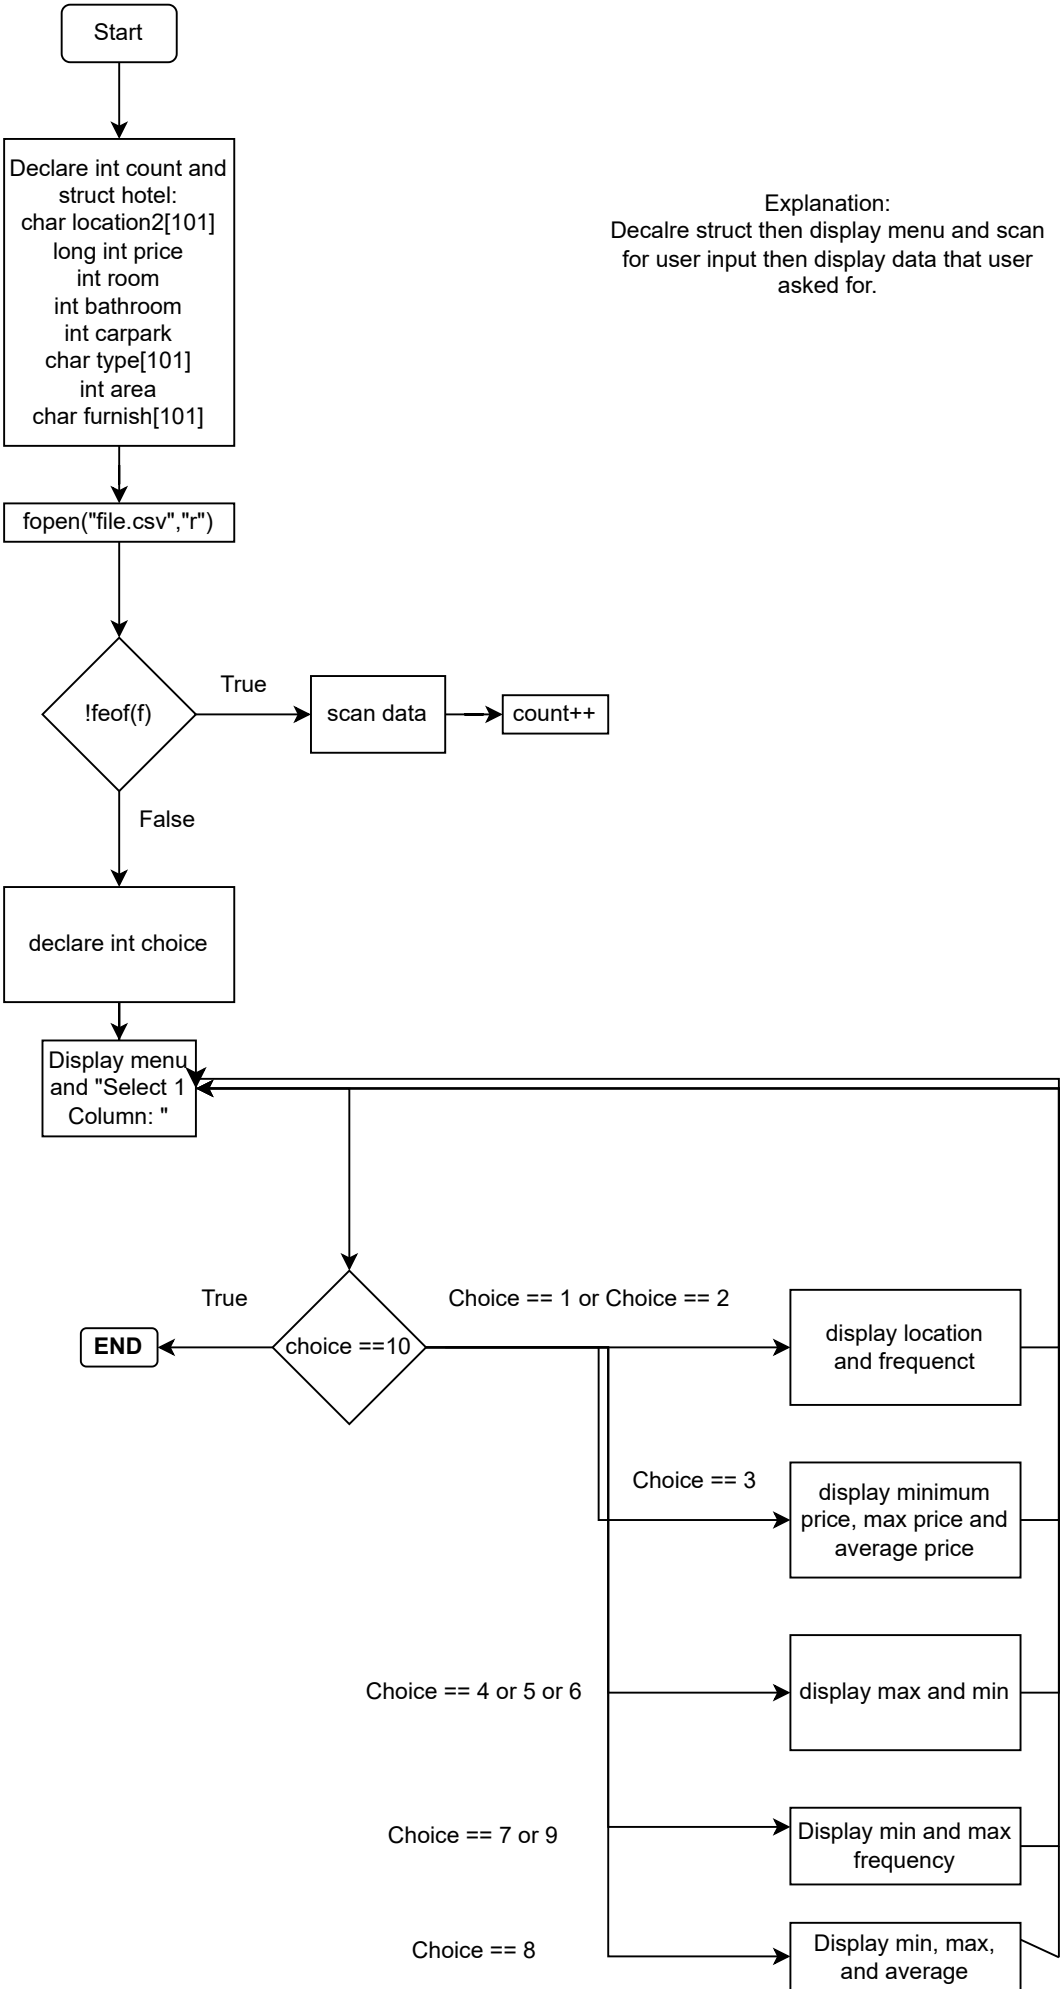 Start
Declare int count and
struct hotel:
char location2[101]
long int price
int room
int bathroom
int carpark
char type[101]
int area
char furnish[101]
Explanation:
Decalre struct then display menu and scan
for user input then display data that user
asked for.
fopen("file.csv","r")
!feof(f)
True
scan data
count++
False
declare int choice
Display menu
and "Select 1
Column: "
True
END
choice ==10
Choice == 1 or Choice == 2
display location
and frequenct
Choice == 3
display minimum
price, max price and
average price
Choice == 4 or 5 or 6
display max and min
Choice == 7 or 9
Display min and max
frequency
Choice == 8
Display min, max,
and average